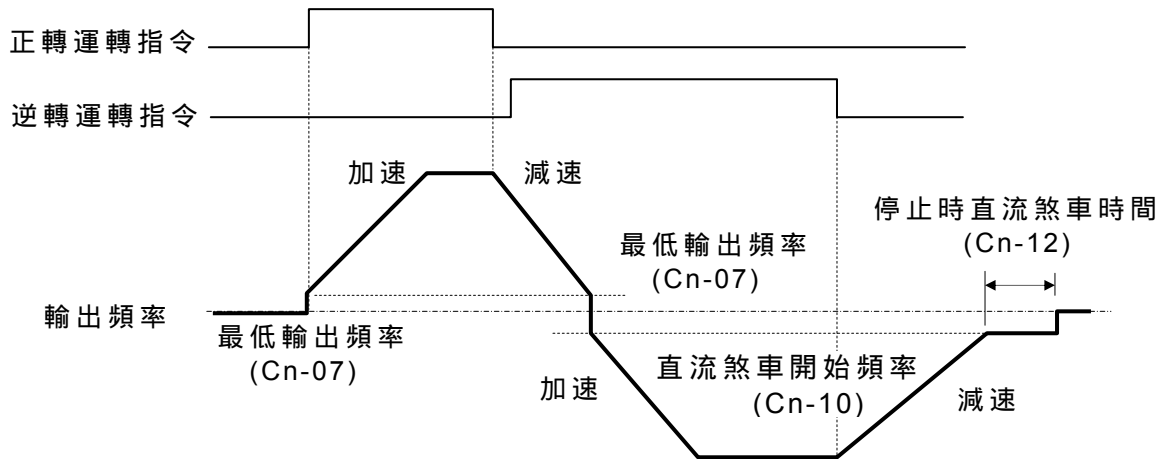 正轉運轉指令
逆轉運轉指令
加速
減速
停止時直流煞車時間
(Cn-12)
最低輸出頻率
(Cn-07)
輸出頻率
最低輸出頻率
(Cn-07)
加速
直流煞車開始頻率
(Cn-10)
減速